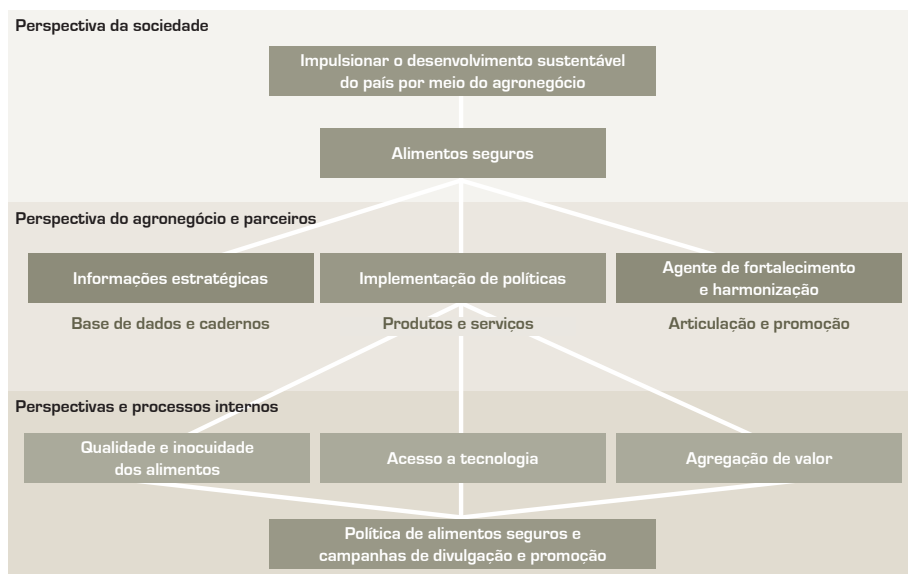 Perspectiva da sociedade
Impulsionar o desenvolvimento sustentável
do país por meio do agronegócio
Alimentos seguros
Perspectiva do agronegócio e parceiros
Informações estratégicas
Implementação de políticas
Agente de fortalecimento
e harmonização
Base de dados e cadernos
Produtos e serviços
Articulação e promoção
Perspectivas e processos internos
Qualidade e inocuidade
dos alimentos
Acesso a tecnologia
Agregação de valor
Política de alimentos seguros e
campanhas de divulgação e promoção